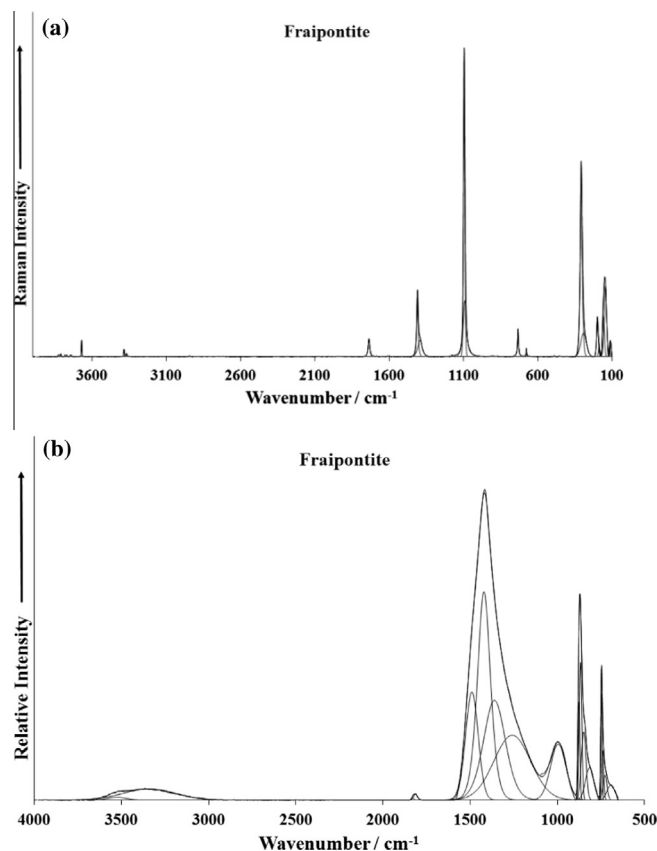 (a)
Fraipontite
Raman Intensity
3600 3100 2600 2100 1600 1100 600 100
Wavenumber / cm⁻¹
(b)
Fraipontite
Relative Intensity
4000 3500 3000 2500 2000 1500 1000 500
Wavenumber / cm⁻¹